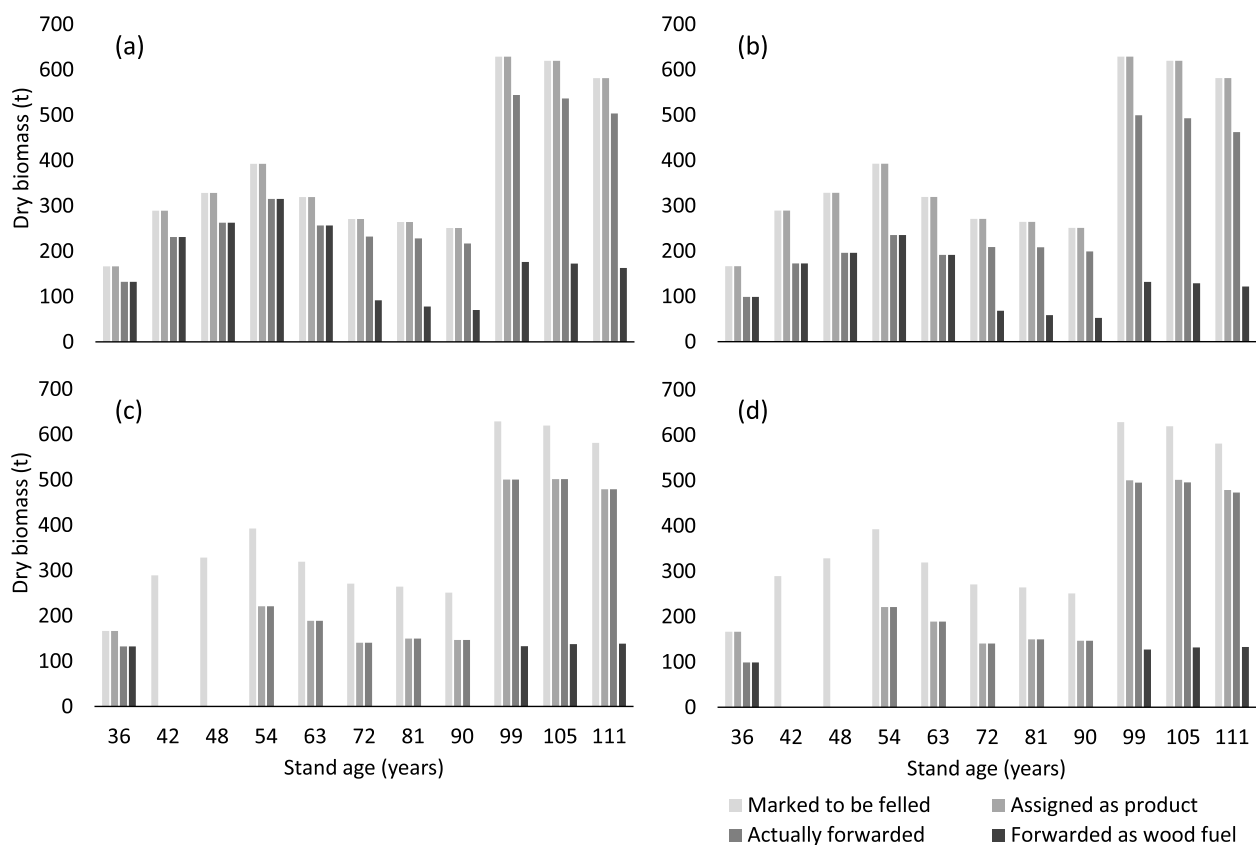 (a)
Dry biomass (t)
700
600
500
400
300
200
100
0
(b)
700
600
500
400
300
200
100
0
(c)
Dry biomass (t)
700
600
500
400
300
200
100
0
36 42 48 54 63 72 81 90 99 105 111
Stand age (years)
(d)
700
600
500
400
300
200
100
0
36 42 48 54 63 72 81 90 99 105 111
Stand age (years)
Marked to be felled
Assigned as product
Actually forwarded
Forwarded as wood fuel